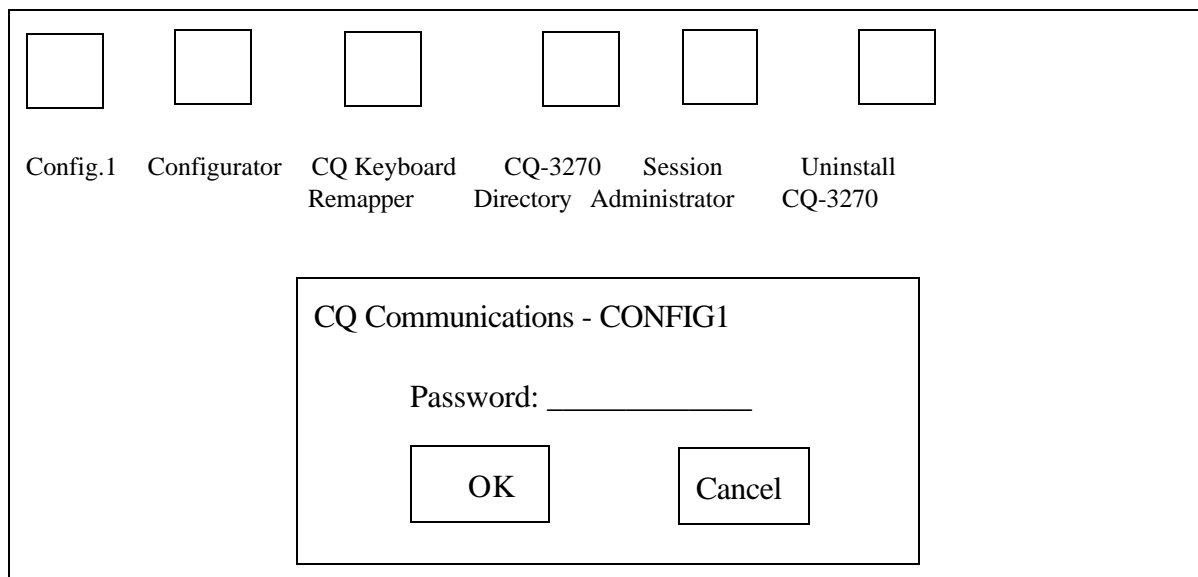 Config.1 Configurator CQ Keyboard CQ-3270 Session Uninstall
Remapper Directory Administrator CQ-3270
CQ Communications - CONFIG1
Password: _____________
OK Cancel